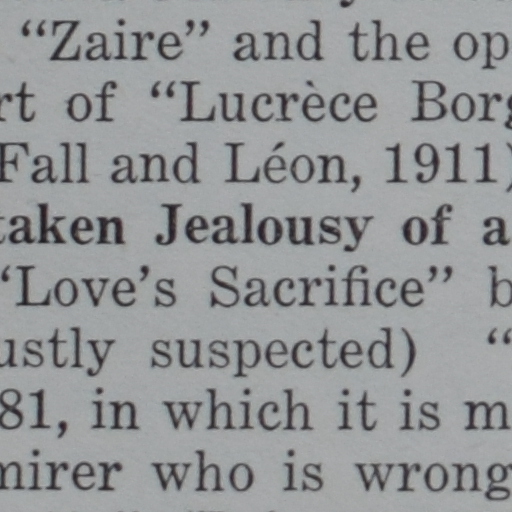 “Zaire” and the op
rt of “Lucrèce Borg
Fall and Léon, 1911)
taken Jealousy of a
“Love’s Sacrifice” b
ustly suspected) “
81, in which it is m
mirer who is wrong